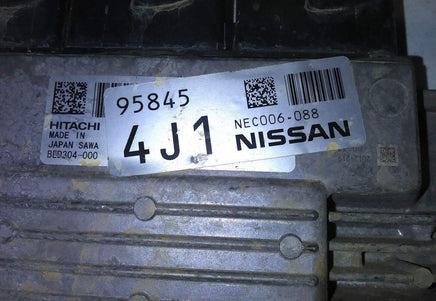 95845
4J1
NEC006-088
NISSAN
HITACHI
MADE IN
JAPAN SAWA
BED304-000